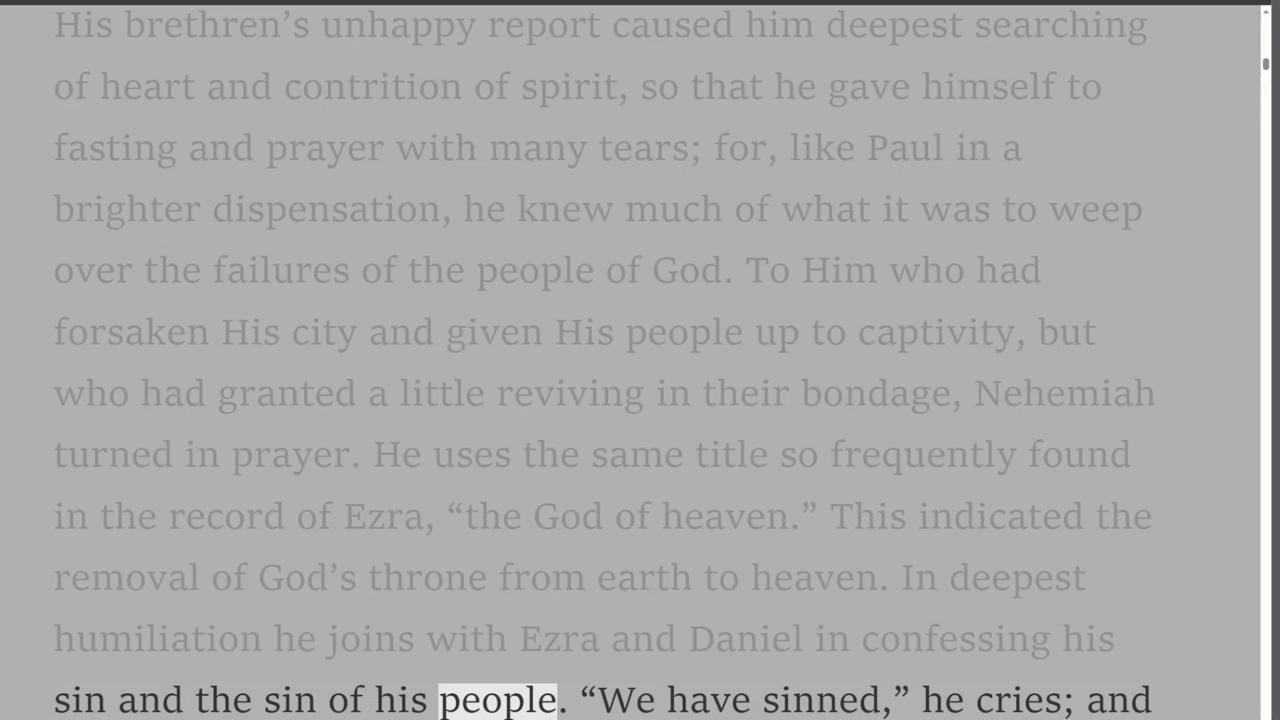 His brethren’s unhappy report caused him deepest searching
of heart and contrition of spirit, so that he gave himself to
fasting and prayer with many tears; for, like Paul in a
brighter dispensation, he knew much of what it was to weep
over the failures of the people of God. To Him who had
forsaken His city and given His people up to captivity, but
who had granted a little reviving in their bondage, Nehemiah
turned in prayer. He uses the same title so frequently found
in the record of Ezra, “the God of heaven.” This indicated the
removal of God’s throne from earth to heaven. In deepest
humiliation he joins with Ezra and Daniel in confessing his
sin and the sin of his people. “We have sinned,” he cries; and